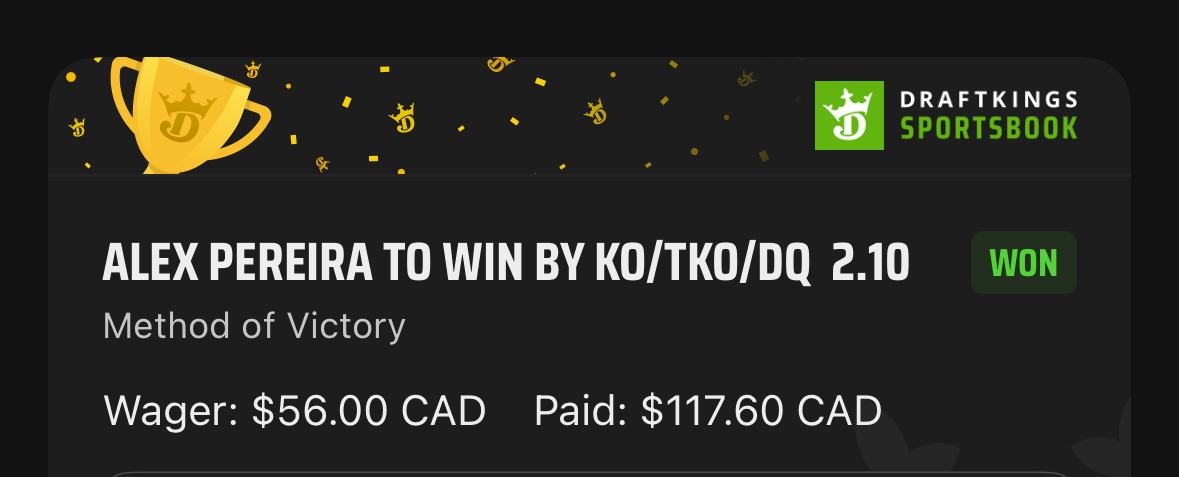 DRAFTKINGS
SPORTSBOOK
ALEX PEREIRA TO WIN BY KO/TKO/DQ 2.10
WON
Method of Victory
Wager: $56.00 CAD Paid: $117.60 CAD